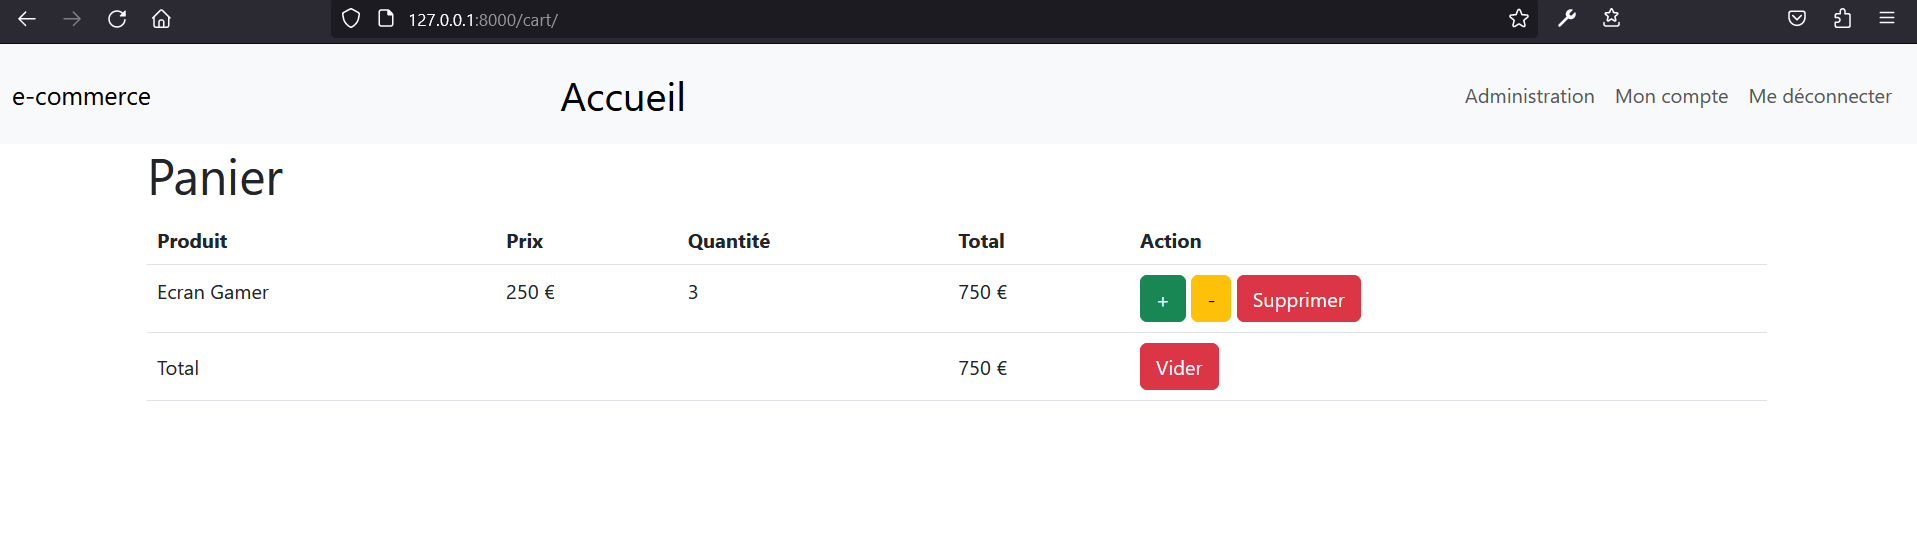 127.0.0.1:8000/cart/
e-commerce Accueil Administration Mon compte Me déconnecter
Panier
Produit Prix Quantité Total Action
Ecran Gamer 250 € 3 750 € + - Supprimer
Total 750 € Vider